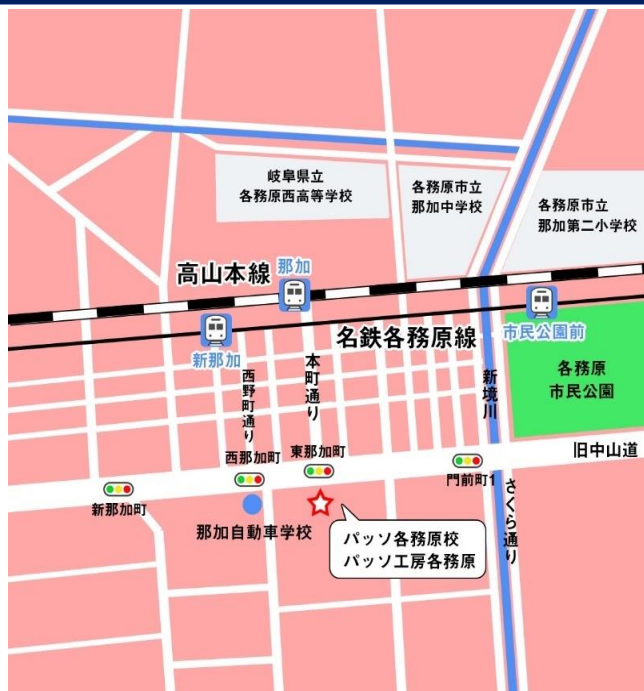 岐阜県立
各務原西高等学校
各務原市立
那加中学校
各務原市立
那加第二小学校
高山本線
那加
新那加
名鉄各務原線
市民公園前
西野町通り
本町通り
新境川
各務原
市民公園
旧中山道
新那加町
西那加町
東那加町
門前町1
那加自動車学校
さくら通り
パッソ各務原校
パッソ工房各務原